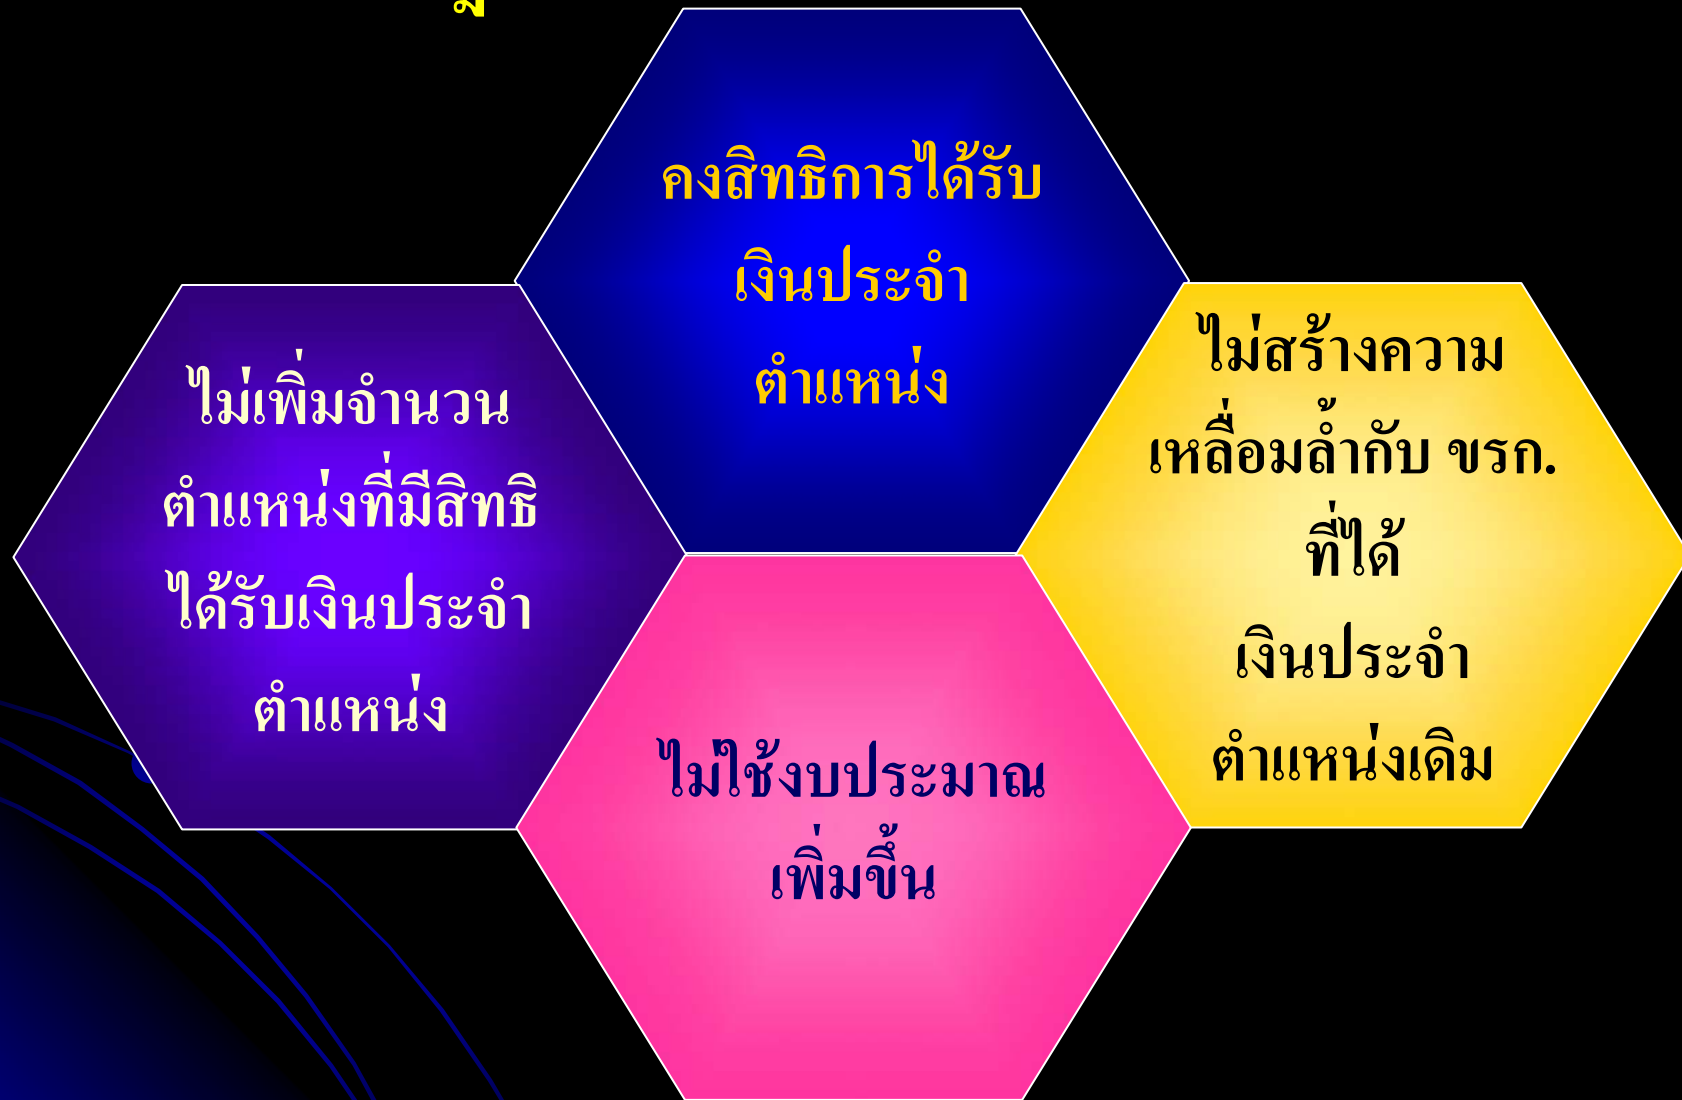 คงสิทธิการได้รับ
เงินประจำ
ตำแหน่ง
ไม่เพิ่มจำนวน
ตำแหน่งที่มีสิทธิ
ได้รับเงินประจำ
ตำแหน่ง
ไม่สร้างความ
เหลื่อมล้ำกับ ขรก.
ที่ได้
เงินประจำ
ตำแหน่งเดิม
ไม่ใช้งบประมาณ
เพิ่มขึ้น